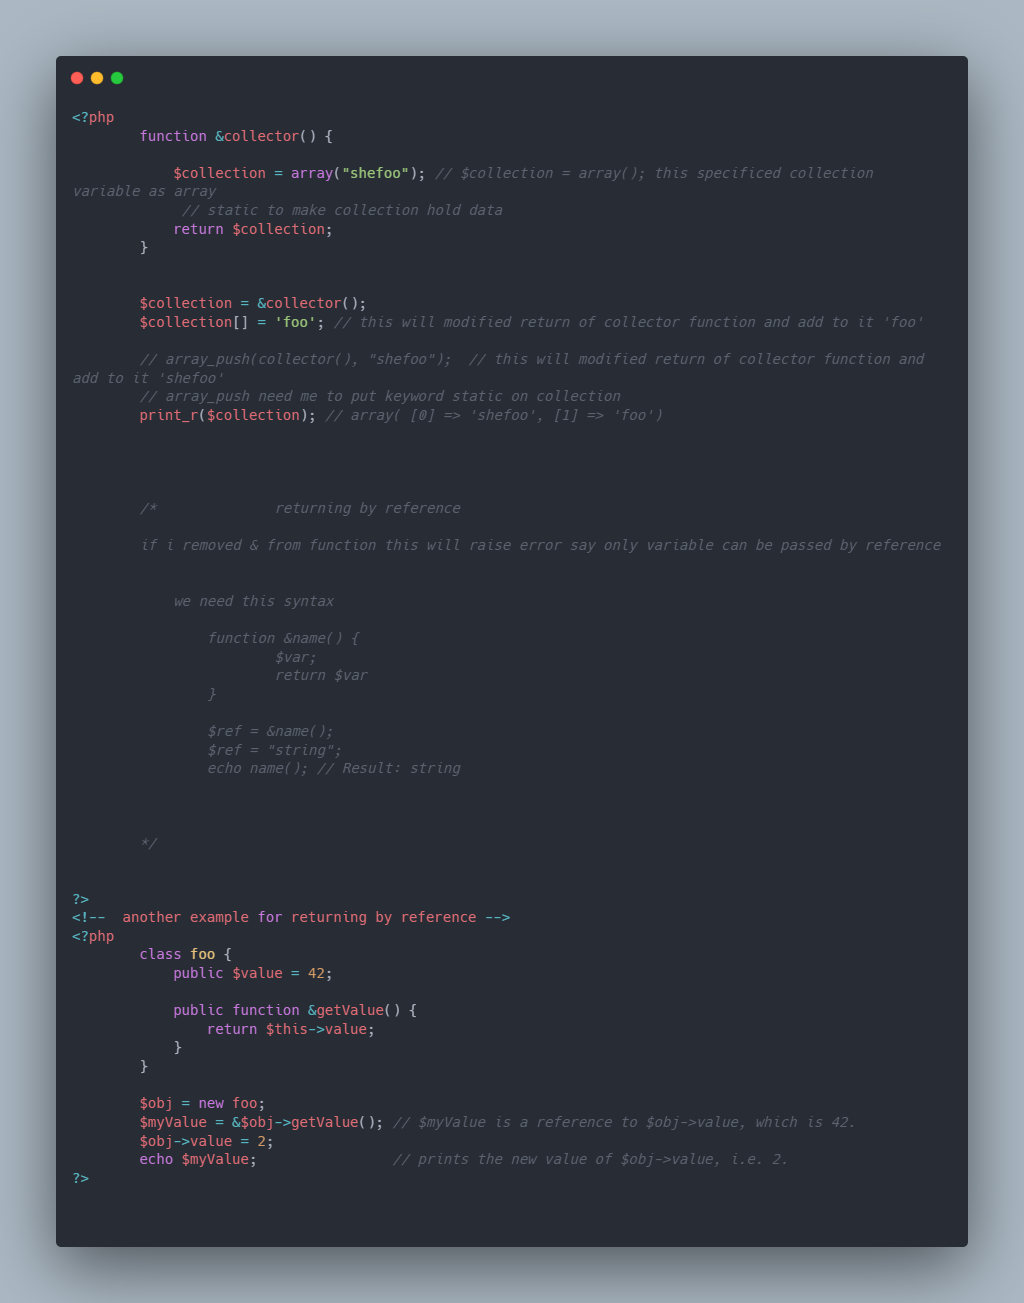 <?php
function &collector() {
$collection = array("shefoo"); // $collection = array(); this specificed collection
variable as array
// static to make collection hold data
return $collection;
}
$collection = &collector();
$collection[] = 'foo'; // this will modified return of collector function and add to it 'foo'
// array_push(collector(), "shefoo");  // this will modified return of collector function and
add to it 'shefoo'
// array_push need me to put keyword static on collection
print_r($collection); // array( [0] => 'shefoo', [1] => 'foo')
/*              returning by reference
if i removed & from function this will raise error say only variable can be passed by reference
we need this syntax
function &name() {
$var;
return $var
}
$ref = &name();
$ref = "string";
echo name(); // Result: string
*/
?>
<!--  another example for returning by reference -->
<?php
class foo {
public $value = 42;
public function &getValue() {
return $this->value;
}
}
$obj = new foo;
$myValue = &$obj->getValue(); // $myValue is a reference to $obj->value, which is 42.
$obj->value = 2;
echo $myValue;                // prints the new value of $obj->value, i.e. 2.
?>